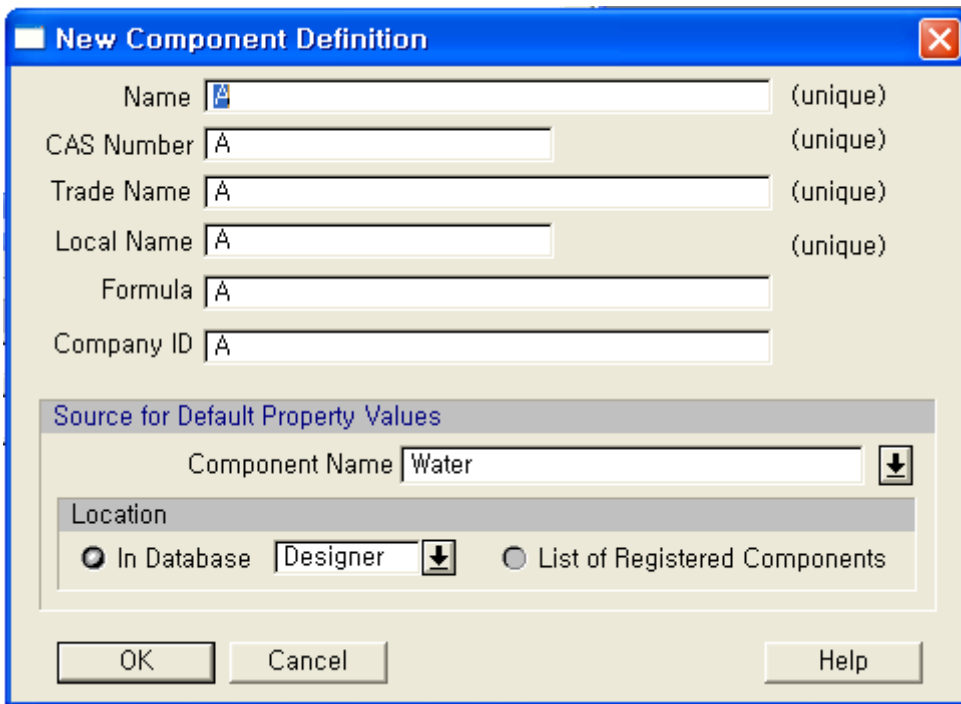 New Component Definition
Name A (unique)
CAS Number A (unique)
Trade Name A (unique)
Local Name A (unique)
Formula A
Company ID A
Source for Default Property Values
Component Name Water
Location
In Database Designer List of Registered Components
OK Cancel Help